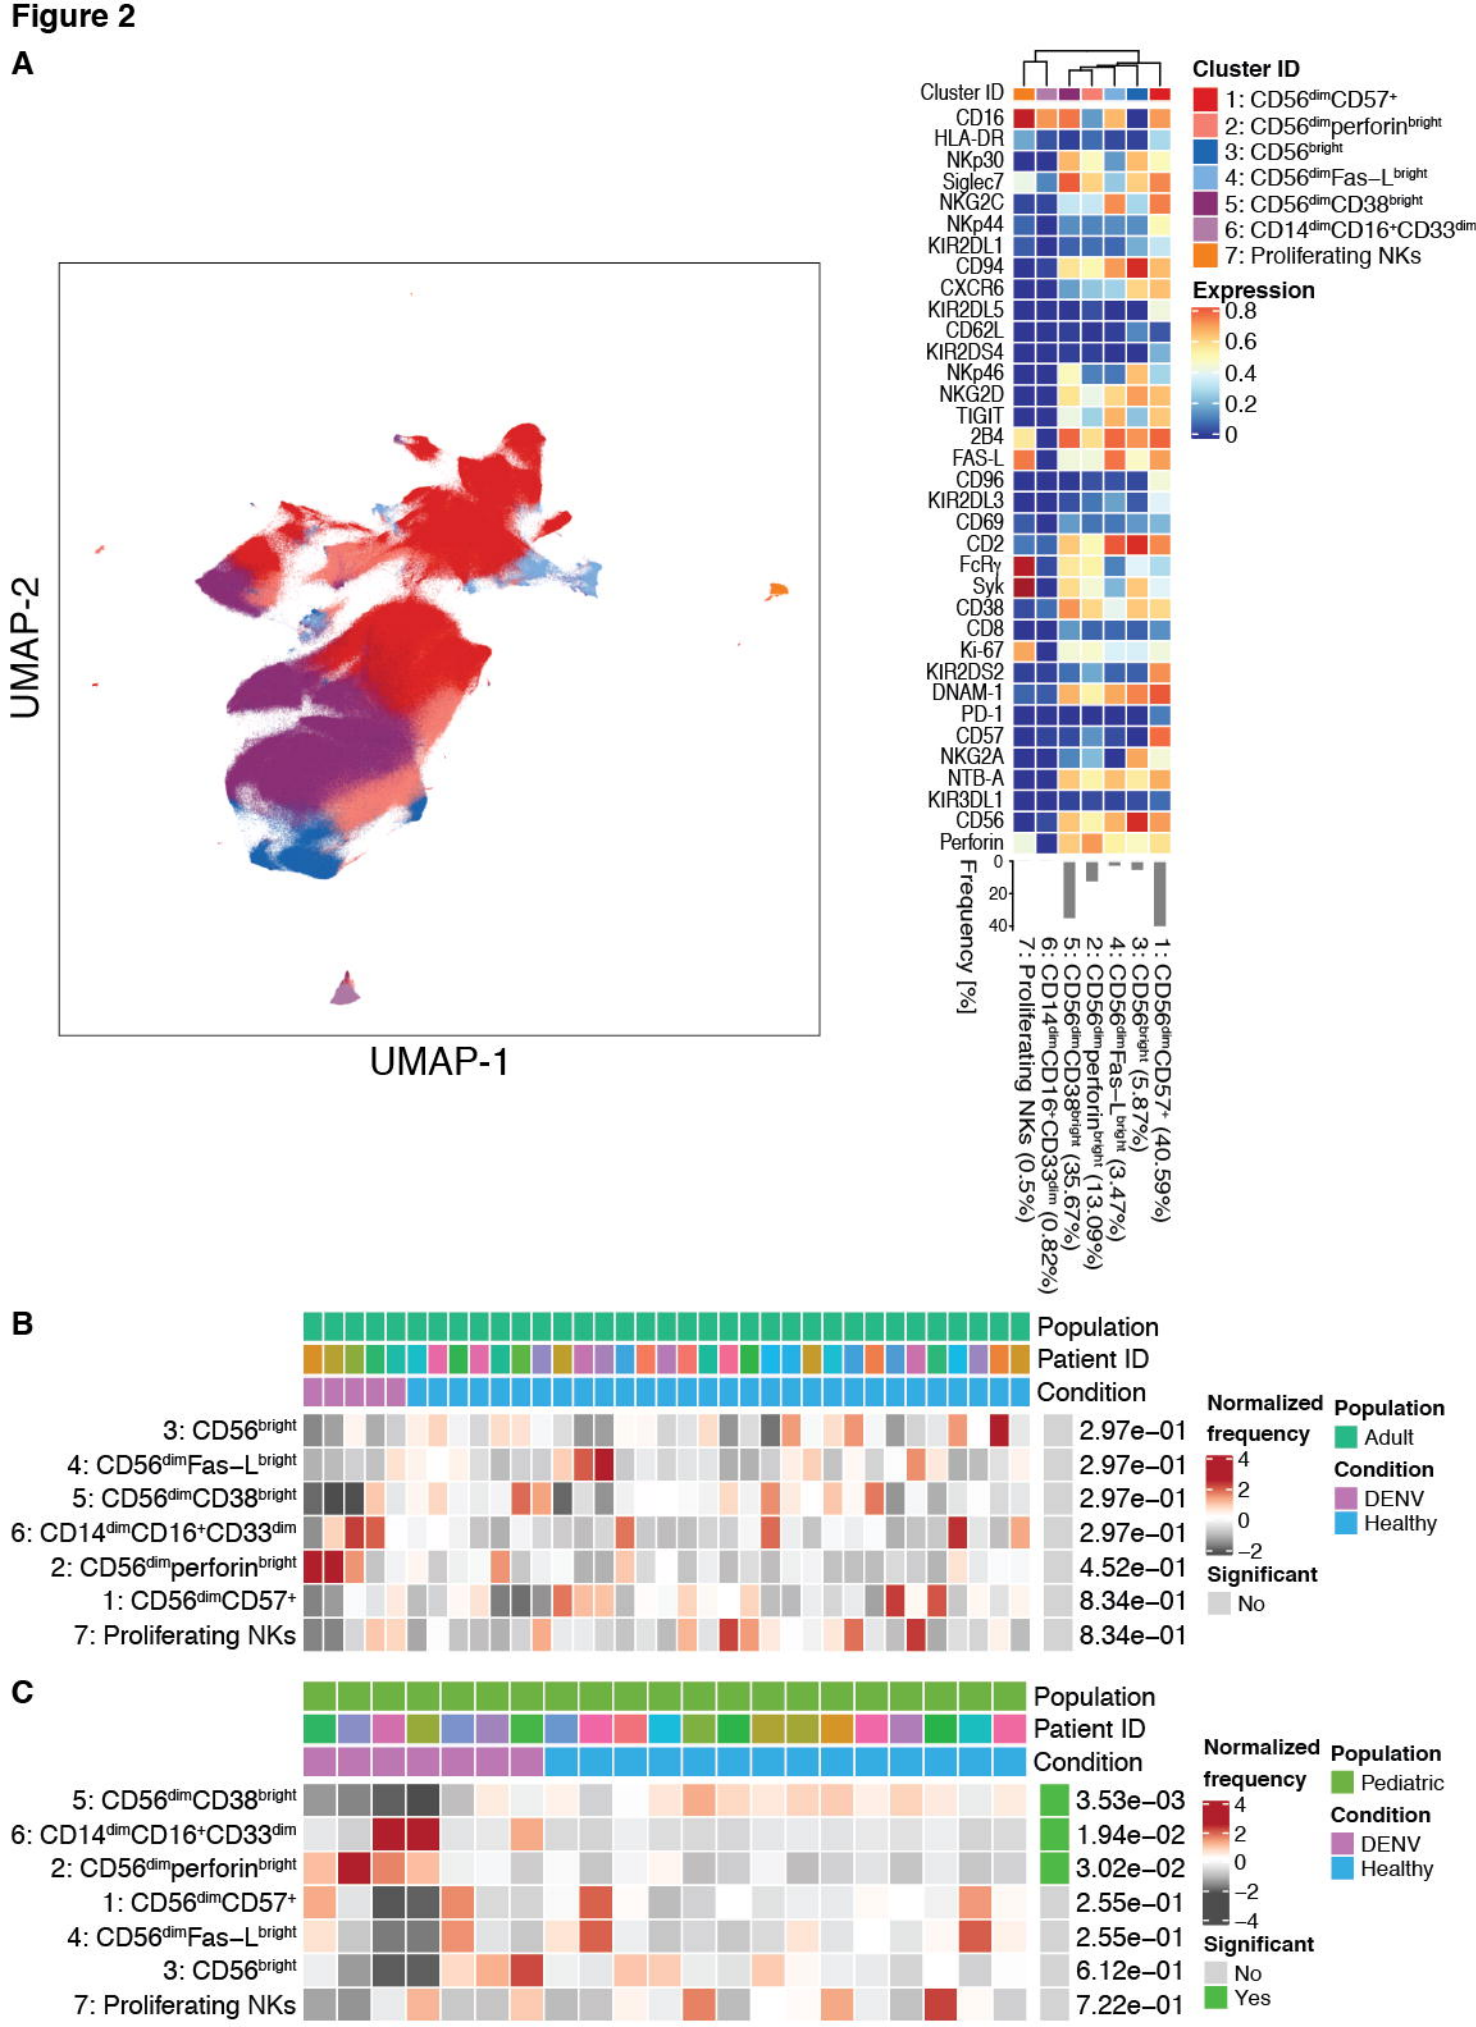 Figure 2
A
UMAP-2
UMAP-1
Cluster ID
CD16
HLA-DR
NKp30
Siglec7
NKG2C
NKp44
KIR2DL1
CD94
CXCR6
KIR2DL5
CD62L
KIR2DS4
NKp46
NKG2D
TIGIT
2B4
FAS-L
CD96
KIR2DL3
CD69
CD2
FcRγ
Syk
CD38
CD8
Ki-67
KIR2DS2
DNAM-1
PD-1
CD57
NKG2A
NTB-A
KIR3DL1
CD56
Perforin
0
20
40
Frequency [%]
7: Proliferating NKs (0.5%)
6: CD14dimCD16+CD33dim (0.82%)
5: CD56dimCD38bright (35.67%)
2: CD56dimperforinbright (13.09%)
4: CD56dimFas–Lbright (3.47%)
3: CD56bright (5.87%)
1: CD56dimCD57+ (40.59%)
Cluster ID
1: CD56dimCD57+
2: CD56dimperforinbright
3: CD56bright
4: CD56dimFas–Lbright
5: CD56dimCD38bright
6: CD14dimCD16+CD33dim
7: Proliferating NKs
Expression
0.8
0.6
0.4
0.2
0
B
Population
Patient ID
Condition
3: CD56bright 2.97e−01
4: CD56dimFas–Lbright 2.97e−01
5: CD56dimCD38bright 2.97e−01
6: CD14dimCD16+CD33dim 2.97e−01
2: CD56dimperforinbright 4.52e−01
1: CD56dimCD57+ 8.34e−01
7: Proliferating NKs 8.34e−01
Normalized
frequency
4
2
0
−2
Significant
No
Population
Adult
Condition
DENV
Healthy
C
Population
Patient ID
Condition
5: CD56dimCD38bright 3.53e−03
6: CD14dimCD16+CD33dim 1.94e−02
2: CD56dimperforinbright 3.02e−02
1: CD56dimCD57+ 2.55e−01
4: CD56dimFas–Lbright 2.55e−01
3: CD56bright 6.12e−01
7: Proliferating NKs 7.22e−01
Normalized
frequency
4
2
0
−2
−4
Significant
No
Yes
Population
Pediatric
Condition
DENV
Healthy